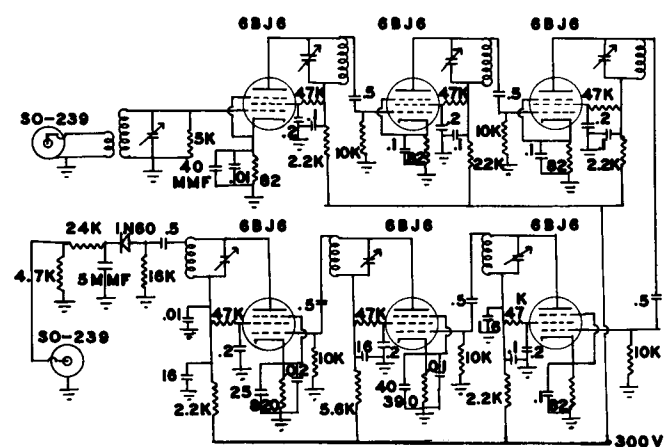 6BJ6 6BJ6 6BJ6
SO-239
5K
40
MMF
.01
82
47K
.2
.1
2.2K
.5
10K
.1
82
47K
.2
.1
22K
.5
10K
.1
82
47K
.2
.1
2.2K
24K
1N60
.5
4.7K
5MMF
16K
SO-239
6BJ6 6BJ6 6BJ6
.01
47K
.2
16
2.2K
25
820
.02
.5
10K
47K
16
.2
5.6K
40
390
.01
.5
10K
47
K
.1
.2
2.2K
.1
82
.5
10K
300V